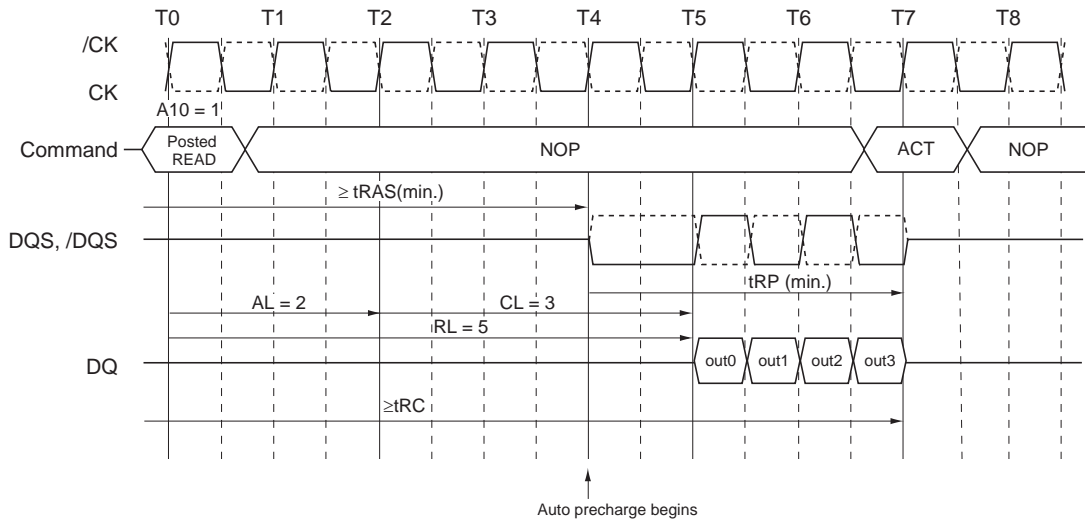 T0 T1 T2 T3 T4 T5 T6 T7 T8
/CK
CK
A10 = 1
Command
Posted
READ
NOP
ACT
NOP
≥ tRAS(min.)
DQS, /DQS
tRP (min.)
AL = 2
CL = 3
RL = 5
DQ
out0 out1 out2 out3
≥tRC
Auto precharge begins